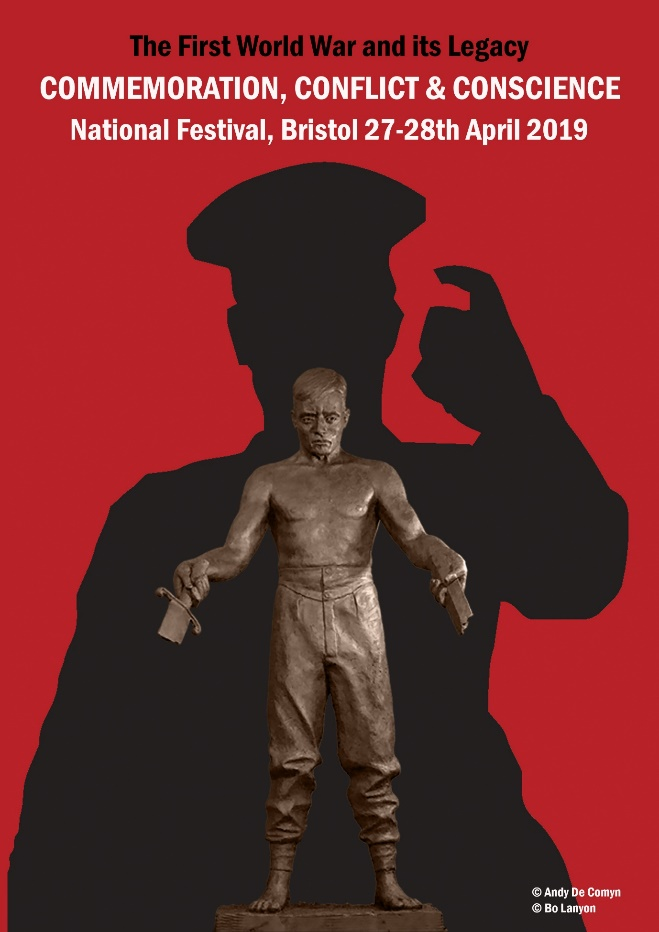 The First World War and its Legacy
COMMEMORATION, CONFLICT & CONSCIENCE
National Festival, Bristol 27-28th April 2019
© Andy De Comyn
© Bo Lanyon